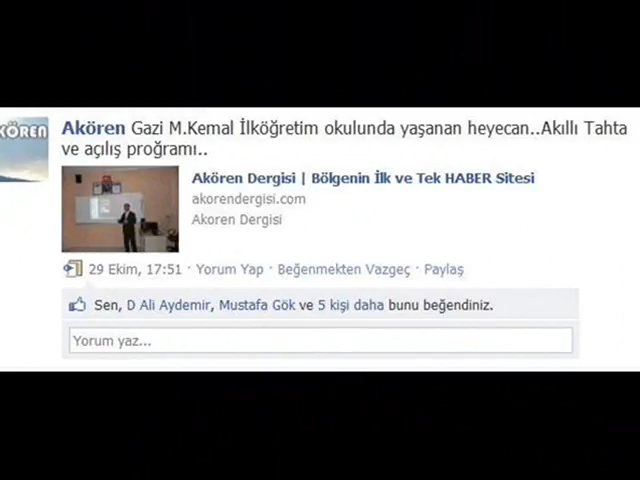 KÖREN
Akören Gazi M.Kemal İlköğretim okulunda yaşanan heyecan..Akıllı Tahta
ve açılış proğramı..
Akören Dergisi | Bölgenin İlk ve Tek HABER Sitesi
akorendergisi.com
Akoren Dergisi
29 Ekim, 17:51 · Yorum Yap · Beğenmekten Vazgeç · Paylaş
Sen, D Ali Aydemir, Mustafa Gök ve 5 kişi daha bunu beğendiniz.
Yorum yaz...